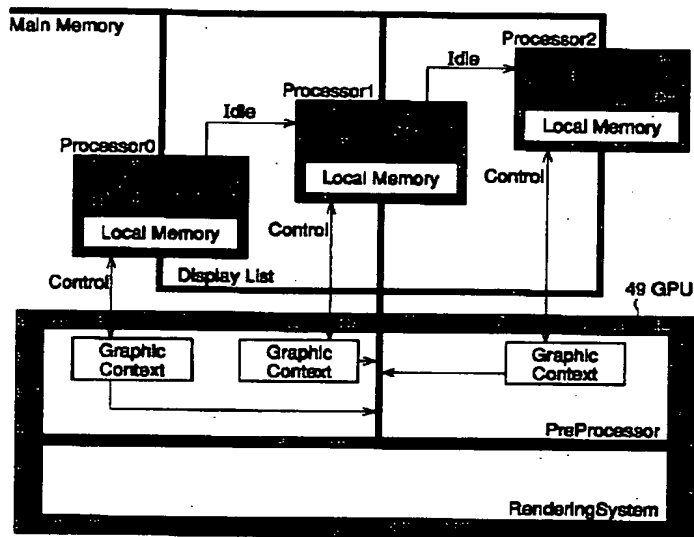 Main Memory
Processor2
Idle
Local Memory
Processor1
Idle
Local Memory
Control
Processor0
Local Memory
Control
Control
Display List
49 GPU
Graphic
Context
Graphic
Context
Graphic
Context
PreProcessor
RenderingSystem